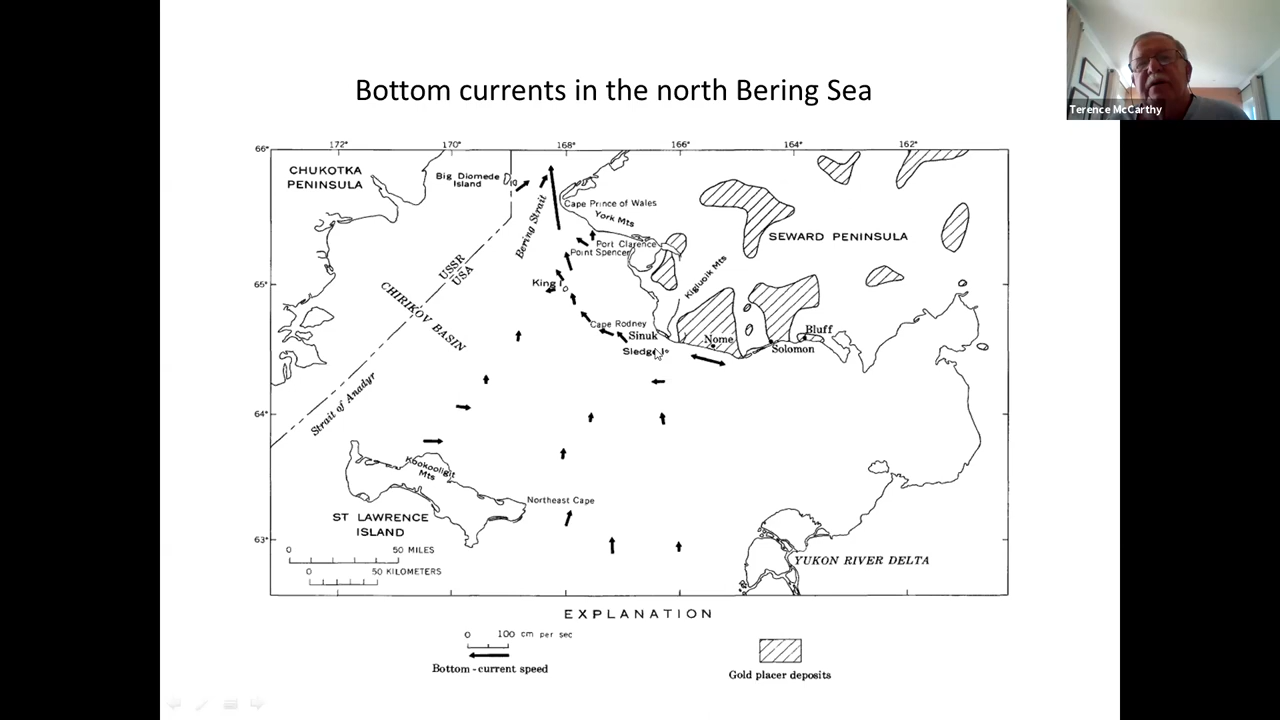 Terence McCarthy
Bottom currents in the north Bering Sea
172°
170°
168°
166°
164°
162°
66°
65°
64°
63°
CHUKOTKA
PENINSULA
Big Diomede
Island
Bering Strait
Cape Prince of Wales
York Mts
Port Clarence
Point Spencer
SEWARD PENINSULA
USSR
USA
King I
Kigluoik Mts
CHIRIKOV BASIN
Cape Rodney
Sinuk
Sledge I
Nome
Bluff
Solomon
Strait of Anadyr
Kookooligit
Mts
Northeast Cape
ST LAWRENCE
ISLAND
0 50 MILES
0 50 KILOMETERS
YUKON RIVER DELTA
EXPLANATION
0 100 cm per sec
Bottom-current speed
Gold placer deposits